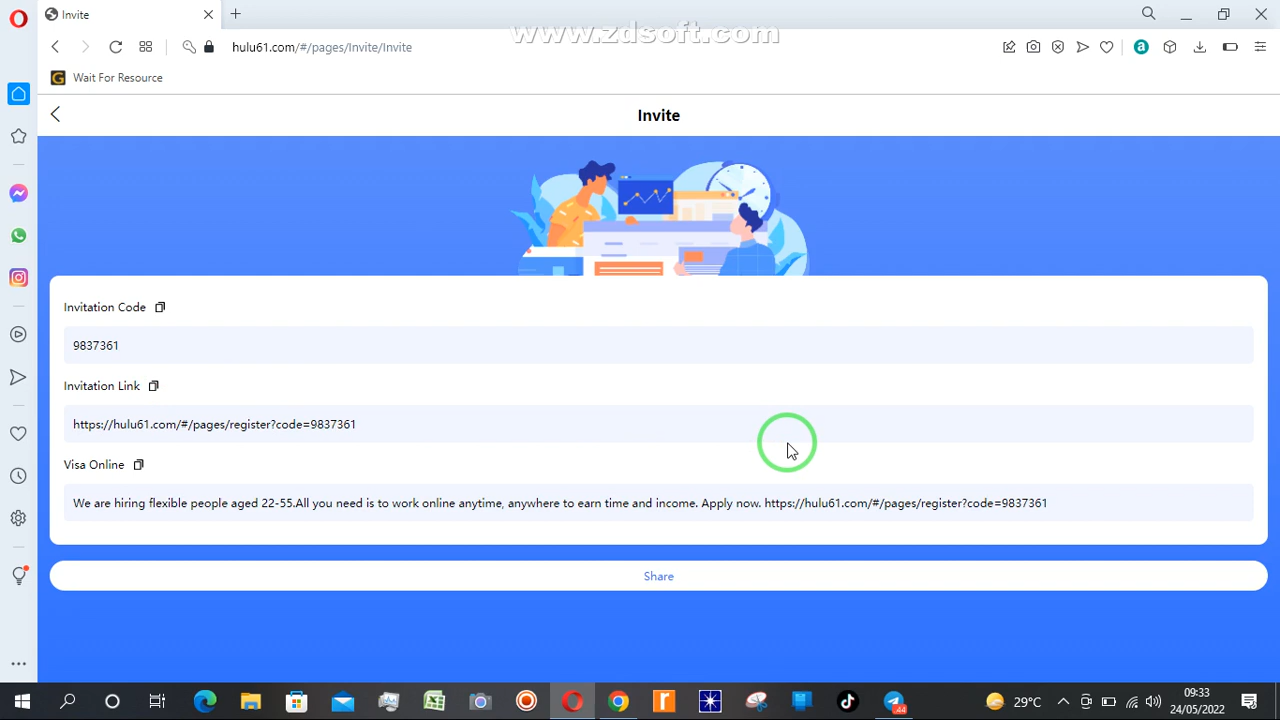 Invite
www.zdsoft.com
hulu61.com/#/pages/Invite/Invite
Wait For Resource
Invite
Invitation Code
9837361
Invitation Link
https://hulu61.com/#/pages/register?code=9837361
Visa Online
We are hiring flexible people aged 22-55.All you need is to work online anytime, anywhere to earn time and income. Apply now. https://hulu61.com/#/pages/register?code=9837361
Share
44
29°C
09:33
24/05/2022